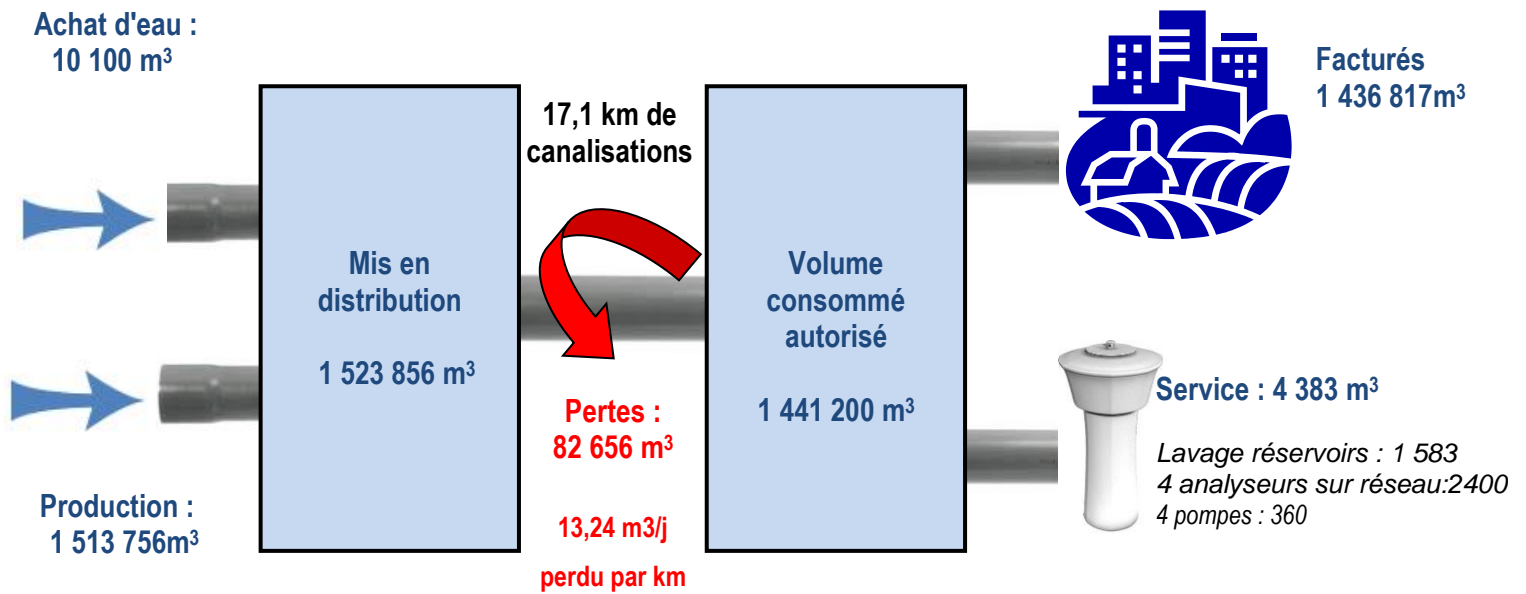 Achat d'eau :
10 100 m³
17,1 km de
canalisations
Facturés
1 436 817m³
Mis en
distribution
1 523 856 m³
Volume
consommé
autorisé
1 441 200 m³
Pertes :
82 656 m³
13,24 m3/j
perdu par km
Service : 4 383 m³
Lavage réservoirs : 1 583
4 analyseurs sur réseau:2400
4 pompes : 360
Production :
1 513 756m³